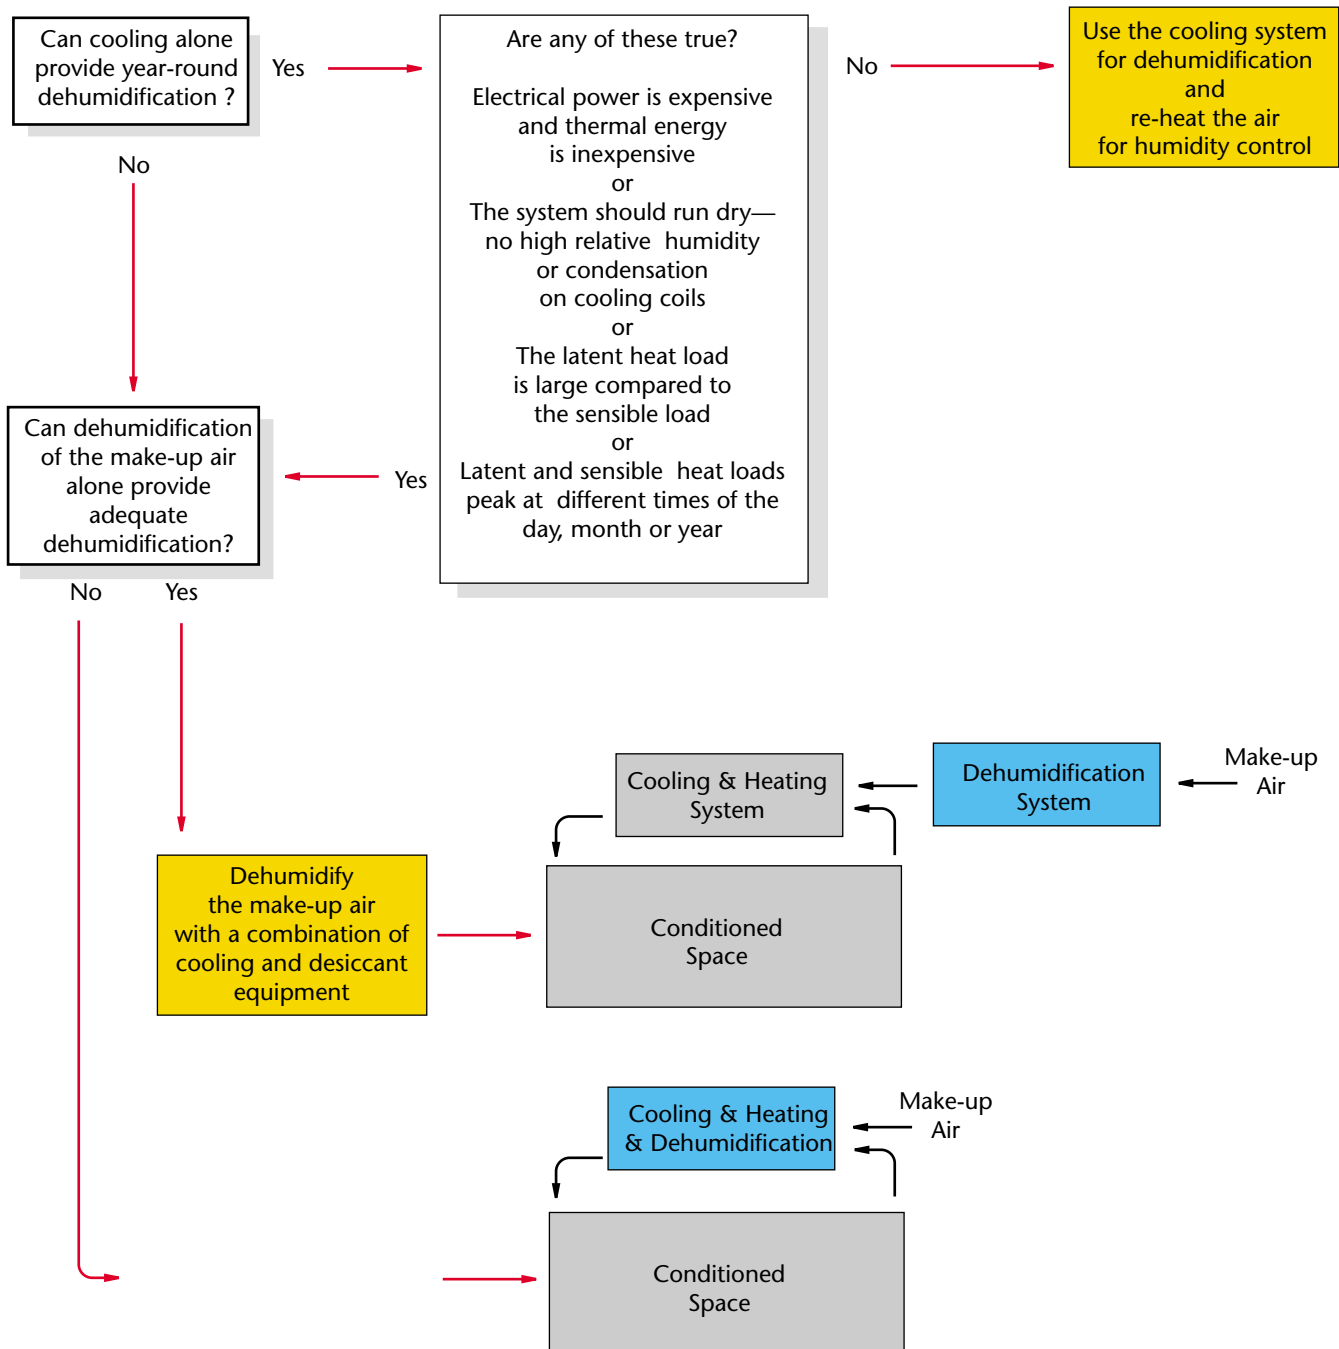 Can cooling alone
provide year-round
dehumidification ?
Yes
No
Are any of these true?
Electrical power is expensive
and thermal energy
is inexpensive
or
The system should run dry—
no high relative humidity
or condensation
on cooling coils
or
The latent heat load
is large compared to
the sensible load
or
Latent and sensible heat loads
peak at different times of the
day, month or year
No
Use the cooling system
for dehumidification
and
re-heat the air
for humidity control
Yes
Can dehumidification
of the make-up air
alone provide
adequate
dehumidification?
No
Yes
Dehumidify
the make-up air
with a combination of
cooling and desiccant
equipment
Cooling & Heating
System
Dehumidification
System
Make-up
Air
Conditioned
Space
Cooling & Heating
& Dehumidification
Make-up
Air
Conditioned
Space